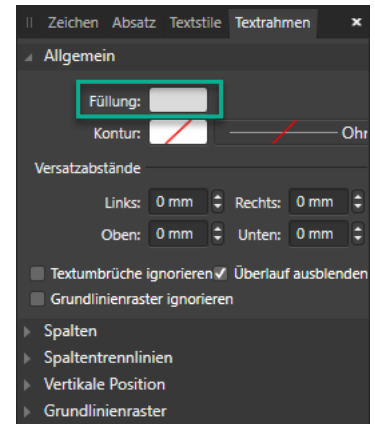 Zeichen Absatz Textstile Textrahmen
Allgemein
Füllung:
Kontur: Ohr
Versatzabstände
Links: 0 mm Rechts: 0 mm
Oben: 0 mm Unten: 0 mm
Textumbrüche ignorieren Überlauf ausblenden
Grundlinienraster ignorieren
Spalten
Spaltentrennlinien
Vertikale Position
Grundlinienraster